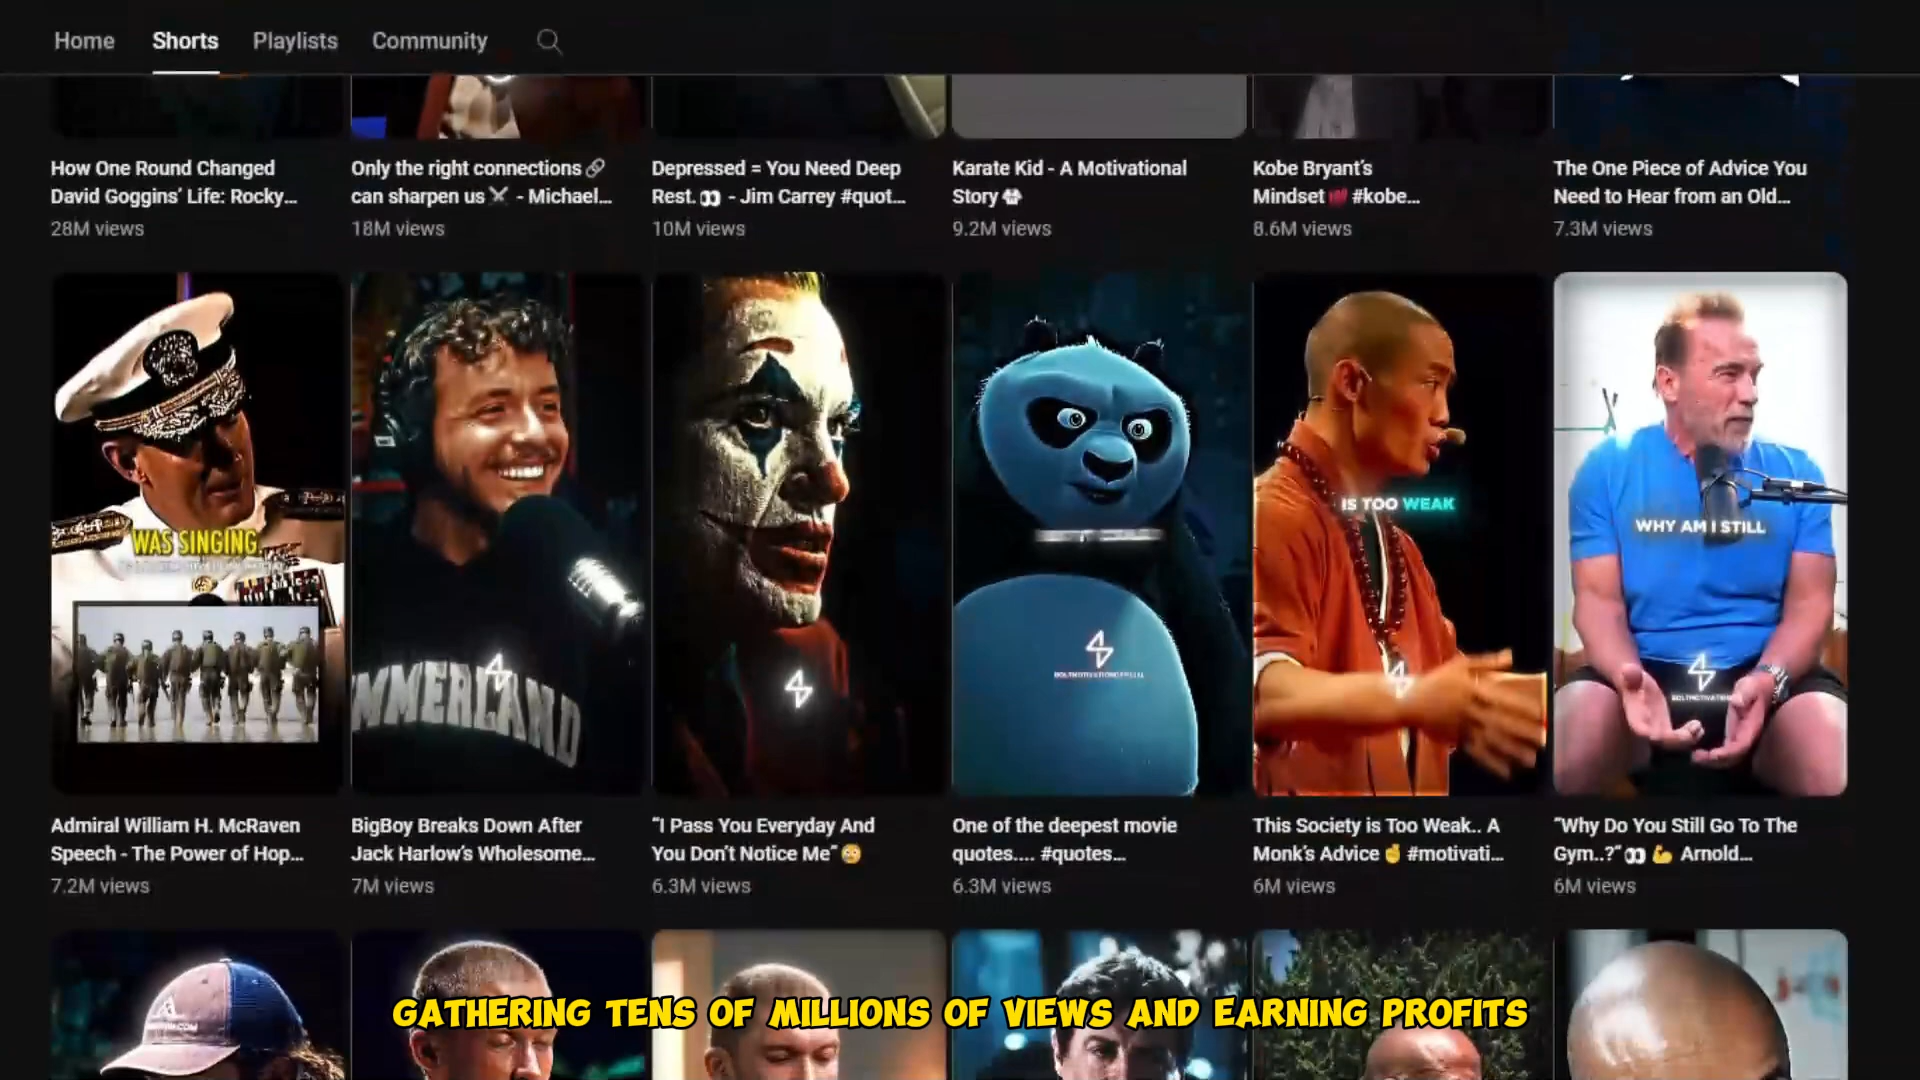 Home Shorts Playlists Community
How One Round Changed
David Goggins' Life: Rocky...
28M views
Only the right connections 🔗
can sharpen us ⚔ - Michael...
18M views
Depressed = You Need Deep
Rest. 👀 - Jim Carrey #quot...
10M views
Karate Kid - A Motivational
Story
9.2M views
Kobe Bryant's
Mindset #kobe...
8.6M views
The One Piece of Advice You
Need to Hear from an Old...
7.3M views
WAS SINGING
MMERLAND
BOLTMOTIVATIONOFFICIAL
IS TOO WEAK
WHY AM I STILL
Admiral William H. McRaven
Speech - The Power of Hop...
7.2M views
BigBoy Breaks Down After
Jack Harlow's Wholesome...
7M views
"I Pass You Everyday And
You Don't Notice Me" 😳
6.3M views
One of the deepest movie
quotes.... #quotes...
6.3M views
This Society is Too Weak.. A
Monk's Advice ☝ #motivati...
6M views
"Why Do You Still Go To The
Gym..?" 👀 💪 Arnold...
6M views
GATHERING TENS OF MILLIONS OF VIEWS AND EARNING PROFITS